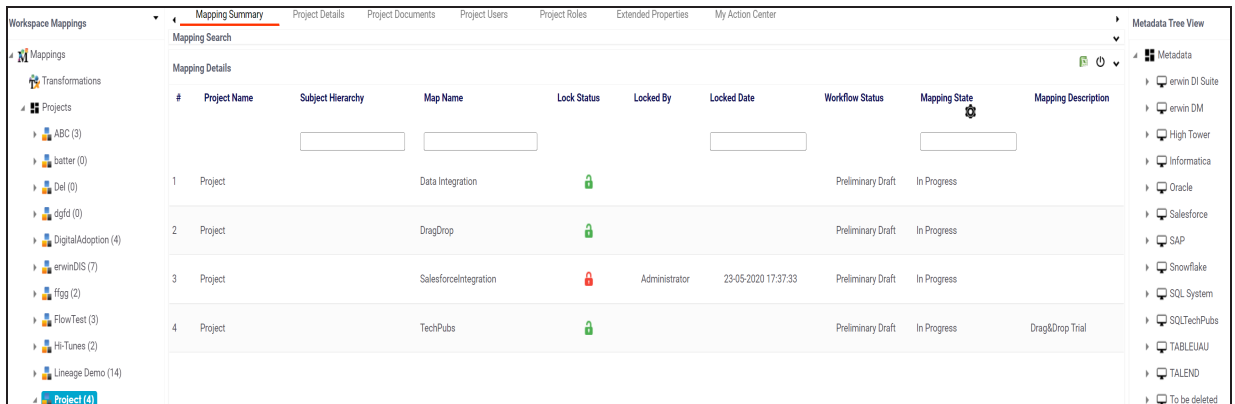 Workspace Mappings
Mappings
Transformations
Projects
ABC (3)
batter (0)
Del (0)
dgfd (0)
DigitalAdoption (4)
erwinDIS (7)
ffgg (2)
FlowTest (3)
Hi-Tunes (2)
Lineage Demo (14)
Project (4)
Mapping Summary Project Details Project Documents Project Users Project Roles Extended Properties My Action Center
Mapping Search
Mapping Details
# Project Name Subject Hierarchy Map Name Lock Status Locked By Locked Date Workflow Status Mapping State Mapping Description
1 Project Data Integration Preliminary Draft In Progress
2 Project DragDrop Preliminary Draft In Progress
3 Project SalesforceIntegration Administrator 23-05-2020 17:37:33 Preliminary Draft In Progress
4 Project TechPubs Preliminary Draft In Progress Drag&Drop Trial
Metadata Tree View
Metadata
erwin DI Suite
erwin DM
High Tower
Informatica
Oracle
Salesforce
SAP
Snowflake
SQL System
SQLTechPubs
TABLEUAU
TALEND
To be deleted